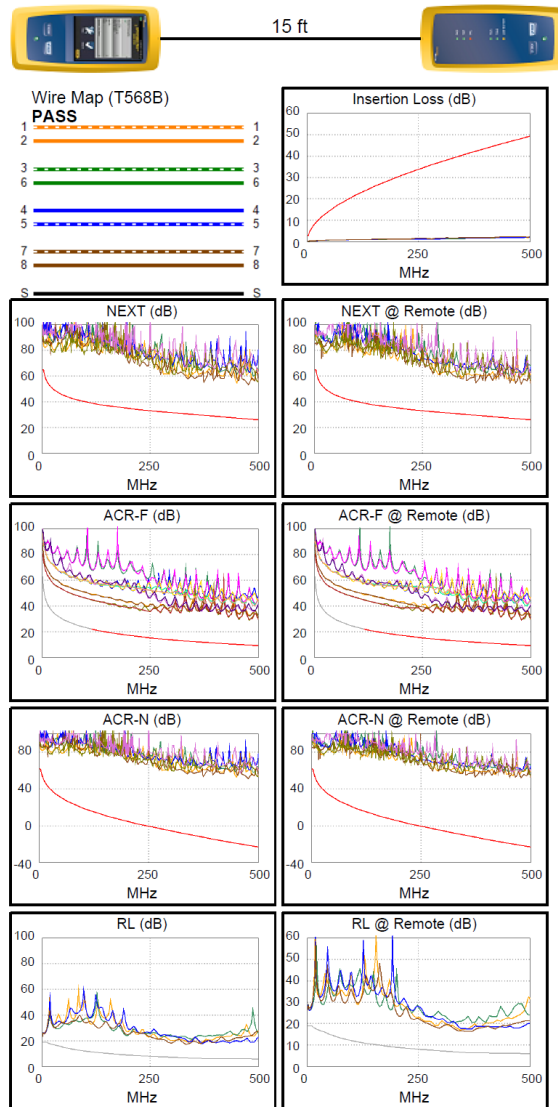 15 ft
Wire Map (T568B)
PASS
1 1
2 2
3 3
6 6
4 4
5 5
7 7
8 8
S S
Insertion Loss (dB)
60
50
40
30
20
10
0
0 250 500
MHz
NEXT (dB)
100
80
60
40
20
0
0 250 500
MHz
NEXT @ Remote (dB)
100
80
60
40
20
0
0 250 500
MHz
ACR-F (dB)
100
80
60
40
20
0
0 250 500
MHz
ACR-F @ Remote (dB)
100
80
60
40
20
0
0 250 500
MHz
ACR-N (dB)
80
40
0
-40
0 250 500
MHz
ACR-N @ Remote (dB)
80
40
0
-40
0 250 500
MHz
RL (dB)
100
80
60
40
20
0
0 250 500
MHz
RL @ Remote (dB)
60
50
40
30
20
10
0
0 250 500
MHz